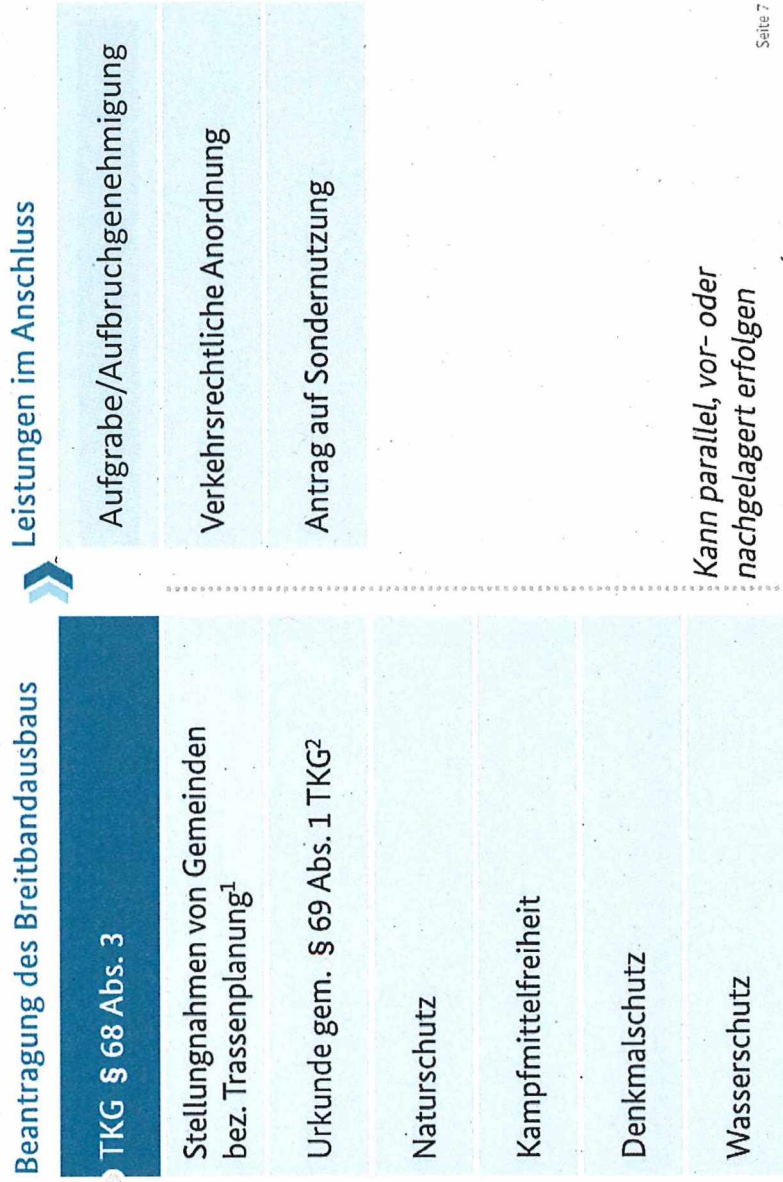 Beantragung des Breitbandausbaus
TKG § 68 Abs. 3
Stellungnahmen von Gemeinden
bez. Trassenplanung¹
Urkunde gem. § 69 Abs. 1 TKG²
Naturschutz
Kampfmittelfreiheit
Denkmalschutz
Wasserschutz
Leistungen im Anschluss
Aufgrabe/Aufbruchgenehmigung
Verkehrsrechtliche Anordnung
Antrag auf Sondernutzung
Kann parallel, vor- oder
nachgelagert erfolgen
Seite 7